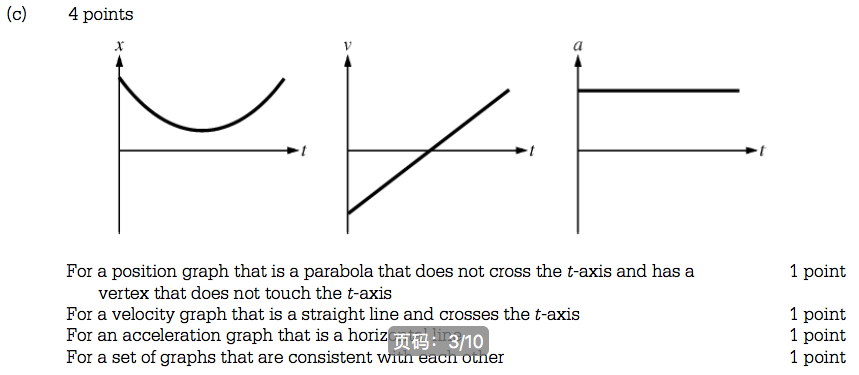 (c) 4 points
x v a
t t t
For a position graph that is a parabola that does not cross the t-axis and has a 1 point
vertex that does not touch the t-axis
For a velocity graph that is a straight line and crosses the t-axis 1 point
For an acceleration graph that is a horizontal line 1 point
For a set of graphs that are consistent with each other 1 point
页码：3/10